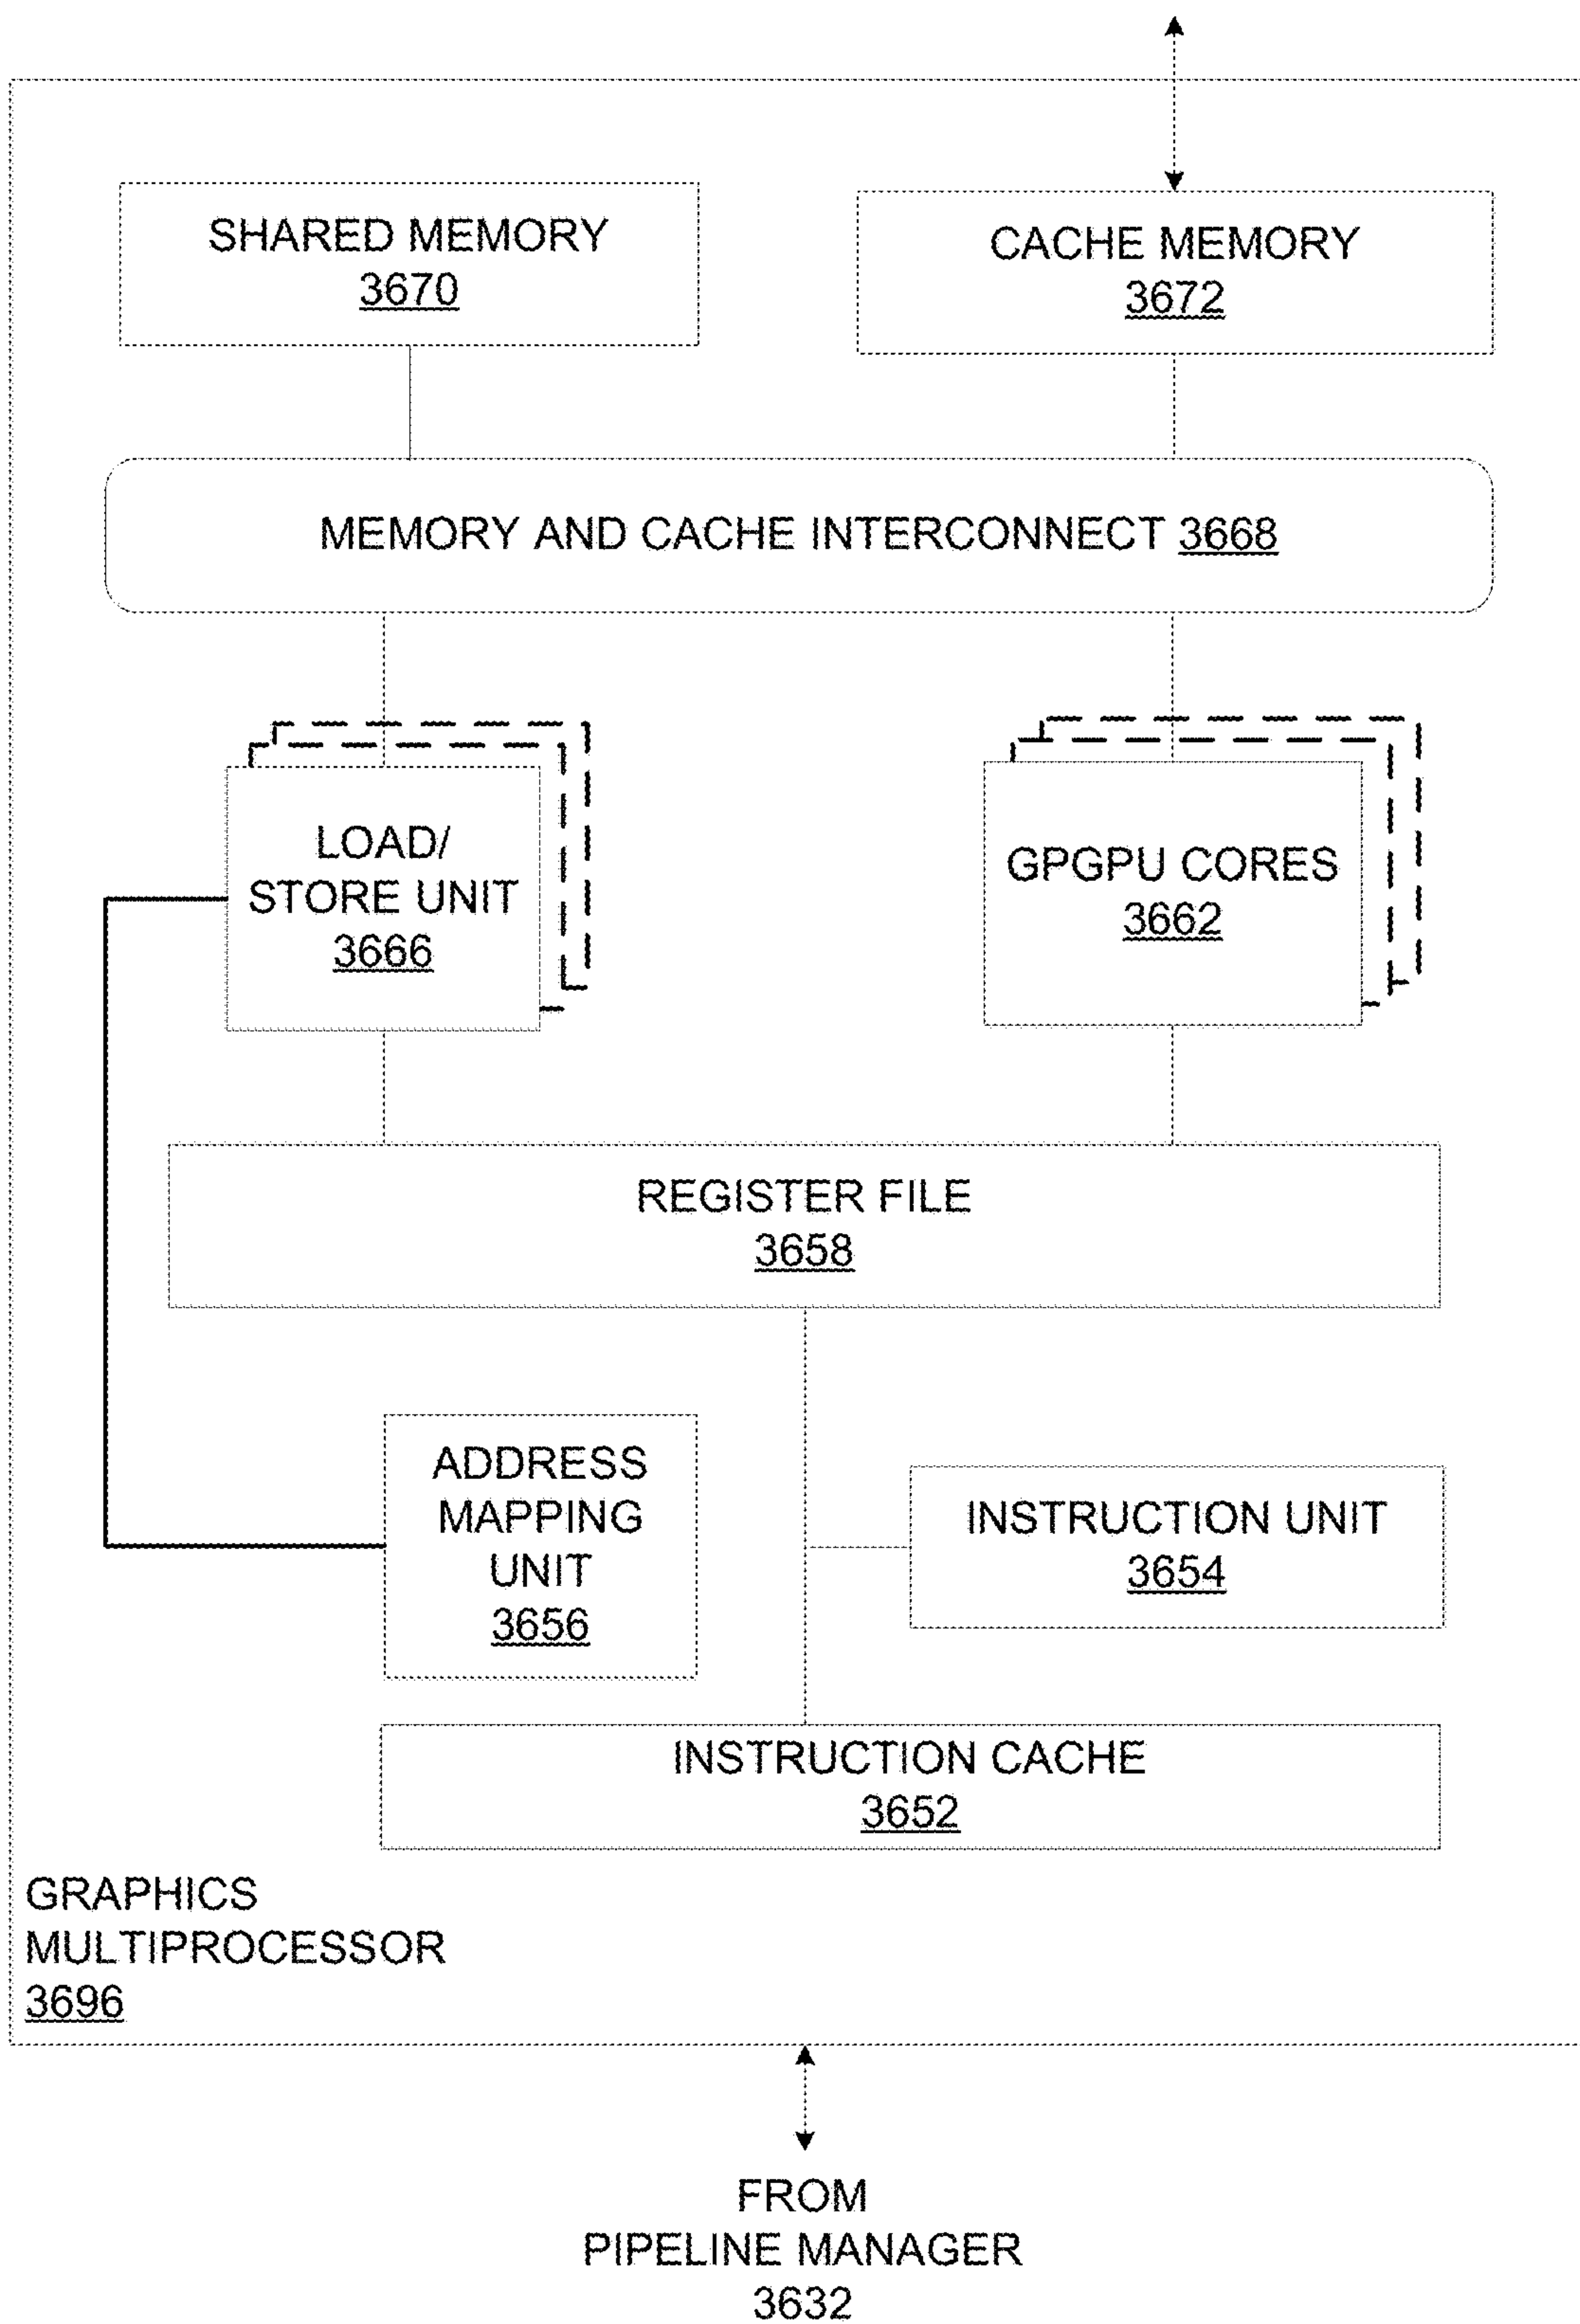 SHARED MEMORY
3670
CACHE MEMORY
3672
MEMORY AND CACHE INTERCONNECT 3668
LOAD/
STORE UNIT
3666
GPGPU CORES
3662
REGISTER FILE
3658
ADDRESS
MAPPING
UNIT
3656
INSTRUCTION UNIT
3654
INSTRUCTION CACHE
3652
GRAPHICS
MULTIPROCESSOR
3696
FROM
PIPELINE MANAGER
3632